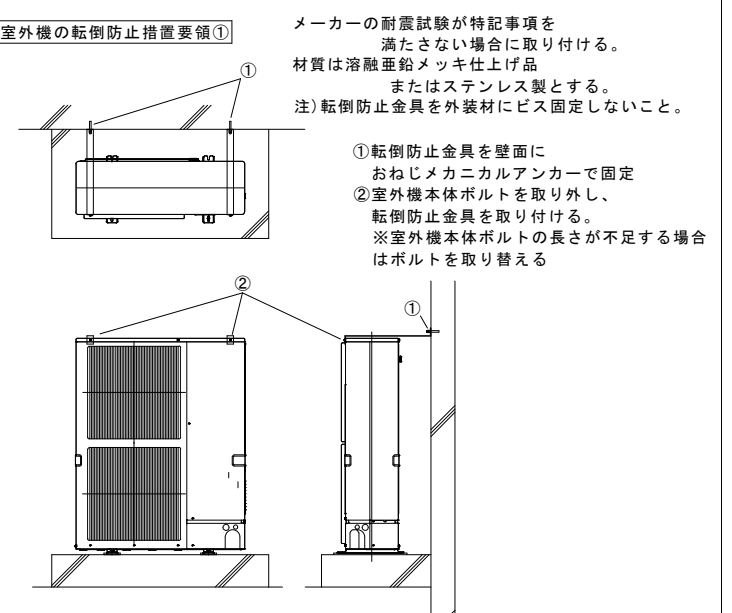 室外機の転倒防止措置要領①
メーカーの耐震試験が特記事項を
満たさない場合に取り付ける。
材質は溶融亜鉛メッキ仕上げ品
またはステンレス製とする。
注)転倒防止金具を外装材にビス固定しないこと。
①
①転倒防止金具を壁面に
おねじメカニカルアンカーで固定
②室外機本体ボルトを取り外し、
転倒防止金具を取り付ける。
※室外機本体ボルトの長さが不足する場合
はボルトを取り替える
②
①